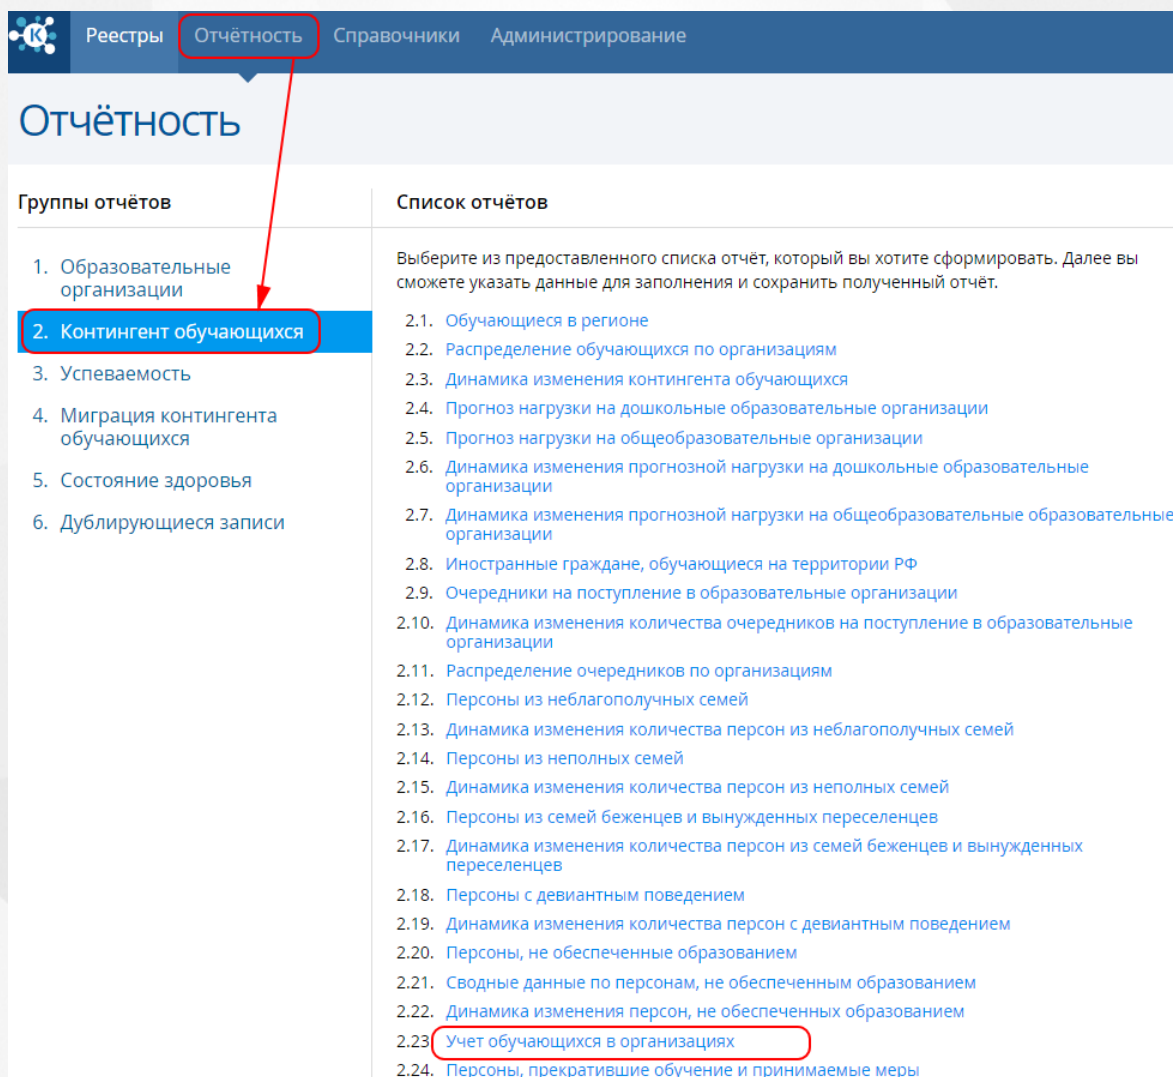 К Реестры Отчётность Справочники Администрирование
Отчётность
Группы отчётов
1. Образовательные
организации
2. Контингент обучающихся
3. Успеваемость
4. Миграция контингента
обучающихся
5. Состояние здоровья
6. Дублирующиеся записи
Список отчётов
Выберите из предоставленного списка отчёт, который вы хотите сформировать. Далее вы
сможете указать данные для заполнения и сохранить полученный отчёт.
2.1. Обучающиеся в регионе
2.2. Распределение обучающихся по организациям
2.3. Динамика изменения контингента обучающихся
2.4. Прогноз нагрузки на дошкольные образовательные организации
2.5. Прогноз нагрузки на общеобразовательные организации
2.6. Динамика изменения прогнозной нагрузки на дошкольные образовательные
организации
2.7. Динамика изменения прогнозной нагрузки на общеобразовательные образовательные
организации
2.8. Иностранные граждане, обучающиеся на территории РФ
2.9. Очередники на поступление в образовательные организации
2.10. Динамика изменения количества очередников на поступление в образовательные
организации
2.11. Распределение очередников по организациям
2.12. Персоны из неблагополучных семей
2.13. Динамика изменения количества персон из неблагополучных семей
2.14. Персоны из неполных семей
2.15. Динамика изменения количества персон из неполных семей
2.16. Персоны из семей беженцев и вынужденных переселенцев
2.17. Динамика изменения количества персон из семей беженцев и вынужденных
переселенцев
2.18. Персоны с девиантным поведением
2.19. Динамика изменения количества персон с девиантным поведением
2.20. Персоны, не обеспеченные образованием
2.21. Сводные данные по персонам, не обеспеченным образованием
2.22. Динамика изменения персон, не обеспеченных образованием
2.23 Учет обучающихся в организациях
2.24. Персоны, прекратившие обучение и принимаемые меры